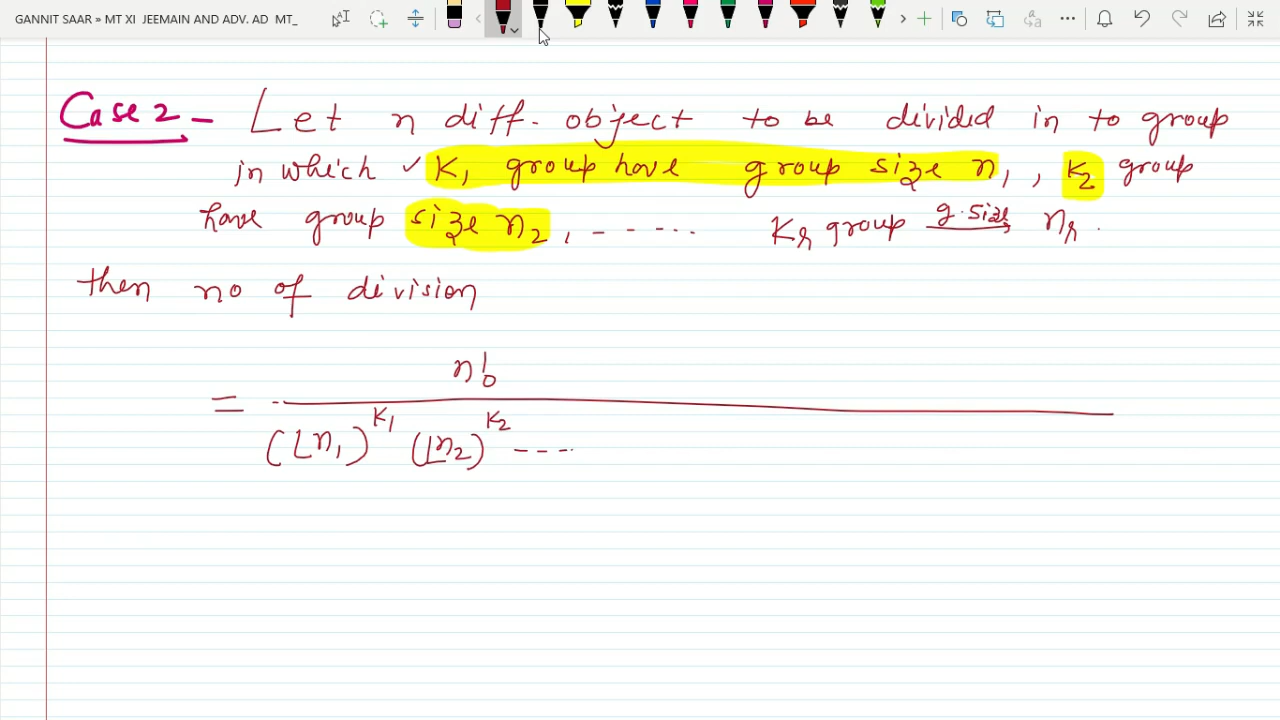 GANNIT SAAR » MT XI JEEMAIN AND ADV. AD MT_
Case 2 - Let n diff. object to be divided in to group
in which ✓ K₁ group have group size n₁ , K₂ group
have group size n₂ , - - - ... Kᵣ group g.size nᵣ .
then no of division
n!
= ―――――――――
(⌊n₁)^K₁ (⌊n₂)^K₂ - - - -